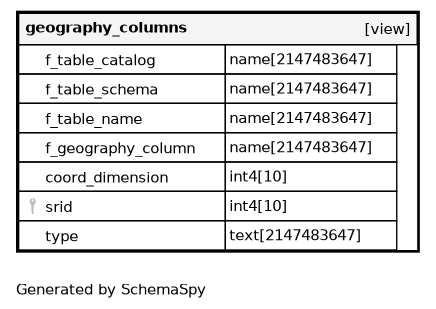 geography_columns [view]
f_table_catalog name[2147483647]
f_table_schema name[2147483647]
f_table_name name[2147483647]
f_geography_column name[2147483647]
coord_dimension int4[10]
srid int4[10]
type text[2147483647]
Generated by SchemaSpy